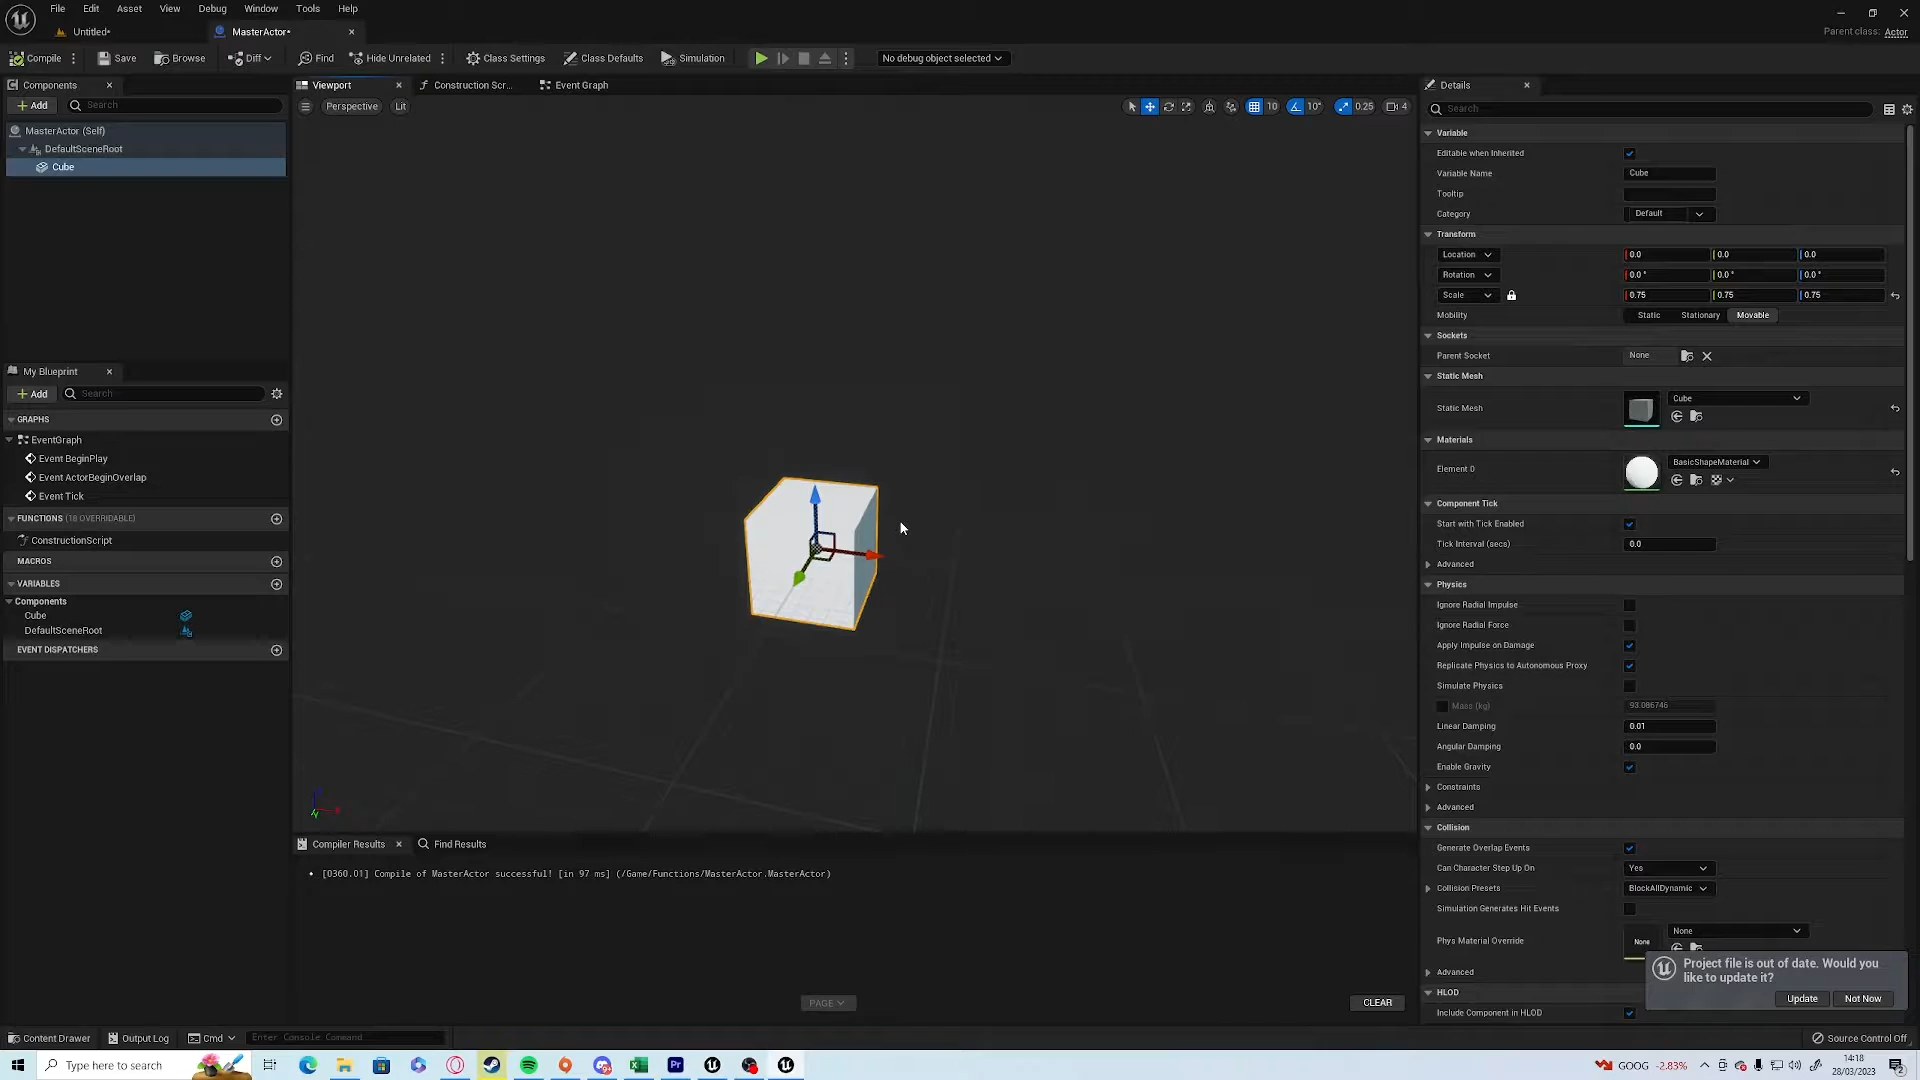 File Edit Asset View Debug Window Tools Help
Untitled* MasterActor*
Parent class: Actor
Compile Save Browse Diff Find Hide Unrelated Class Settings Class Defaults Simulation No debug object selected
Components
Add Search
MasterActor (Self)
DefaultSceneRoot
Cube
My Blueprint
Add Search
GRAPHS
EventGraph
Event BeginPlay
Event ActorBeginOverlap
Event Tick
FUNCTIONS (18 OVERRIDABLE)
ConstructionScript
MACROS
VARIABLES
Components
Cube
DefaultSceneRoot
EVENT DISPATCHERS
Viewport Construction Scr... Event Graph
Perspective Lit
10 10° 0.25 4
Compiler Results Find Results
• [0360.01] Compile of MasterActor successful! [in 97 ms] (/Game/Functions/MasterActor.MasterActor)
PAGE CLEAR
Details
Search
Variable
Editable when Inherited
Variable Name Cube
Tooltip
Category Default
Transform
Location 0.0 0.0 0.0
Rotation 0.0 ° 0.0 ° 0.0 °
Scale 0.75 0.75 0.75
Mobility Static Stationary Movable
Sockets
Parent Socket None
Static Mesh
Static Mesh Cube
Materials
Element 0 BasicShapeMaterial
Component Tick
Start with Tick Enabled
Tick Interval (secs) 0.0
Advanced
Physics
Ignore Radial Impulse
Ignore Radial Force
Apply Impulse on Damage
Replicate Physics to Autonomous Proxy
Simulate Physics
Mass (kg) 93.086746
Linear Damping 0.01
Angular Damping 0.0
Enable Gravity
Constraints
Advanced
Collision
Generate Overlap Events
Can Character Step Up On Yes
Collision Presets BlockAllDynamic
Simulation Generates Hit Events
Phys Material Override None None
Advanced
HLOD
Include Component in HLOD
Project file is out of date. Would you
like to update it?
Update Not Now
Content Drawer Output Log Cmd Enter Console Command Source Control Off
Type here to search
Pr
GOOG -2.83%
14:18
28/03/2023